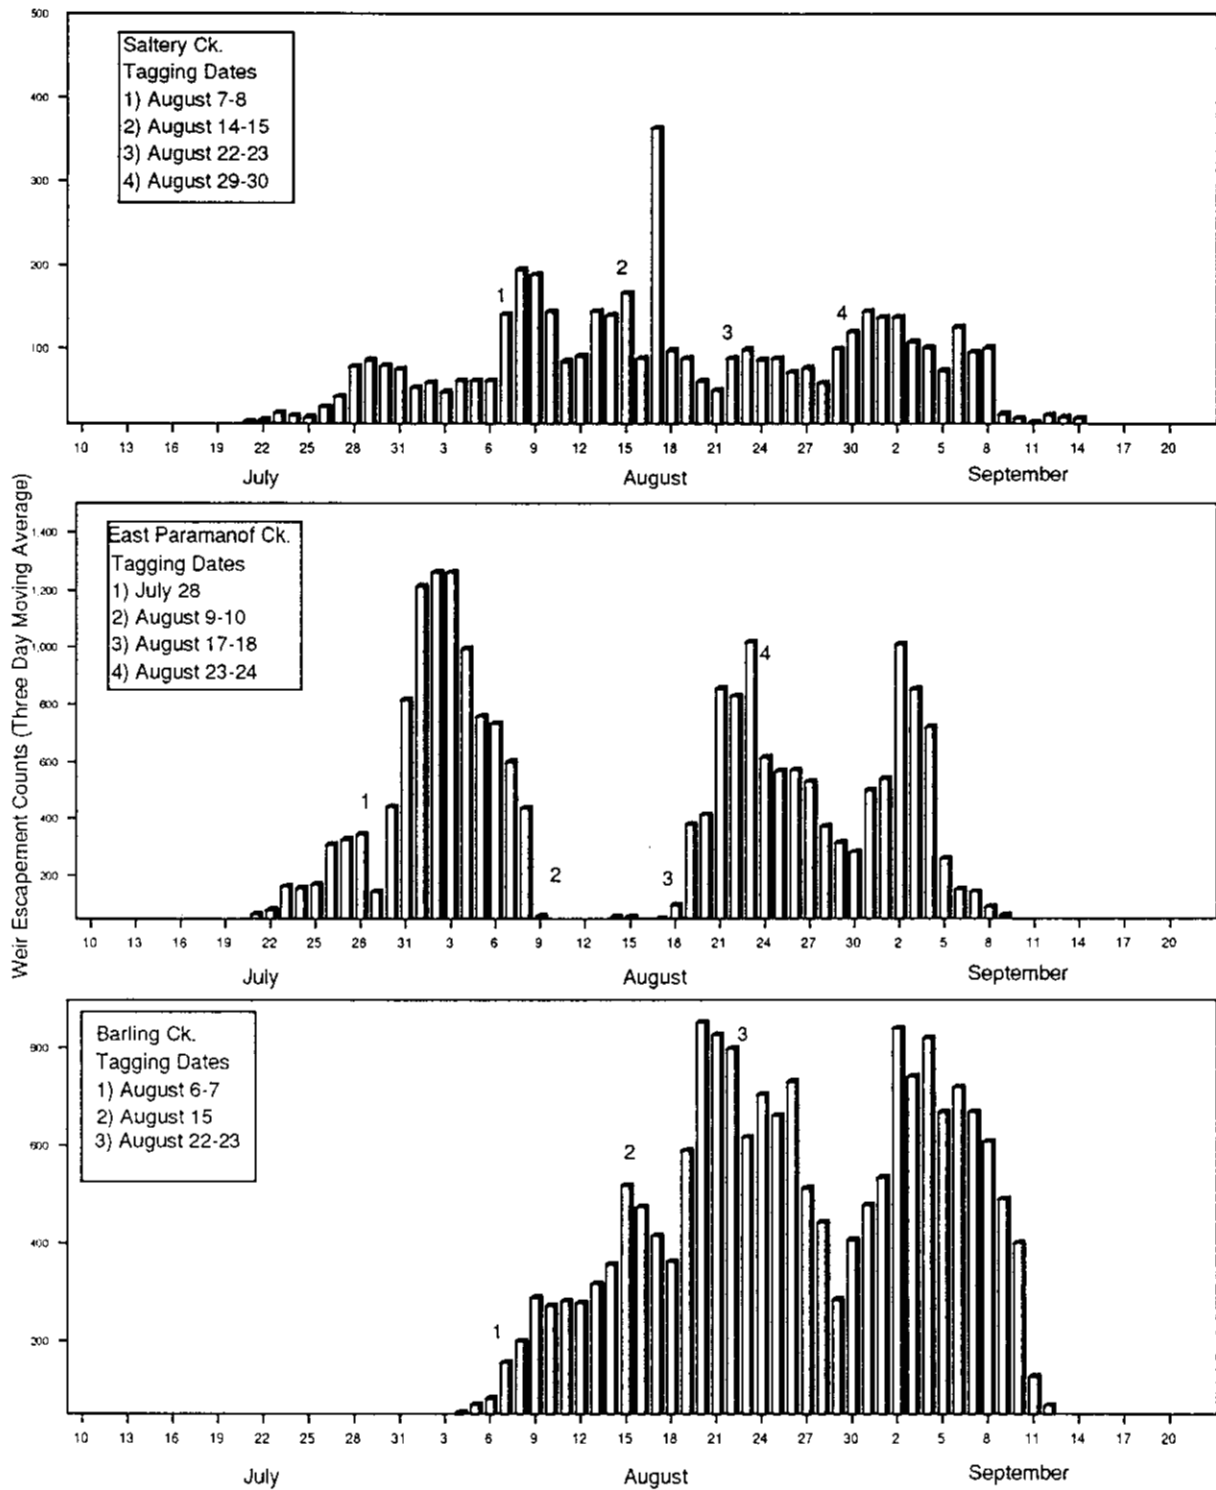 500
Saltery Ck.
Tagging Dates
1) August 7-8
2) August 14-15
3) August 22-23
4) August 29-30
400
300
200
100
1
2
3
4
10 13 16 19 22 25 28 31 3 6 9 12 15 18 21 24 27 30 2 5 8 11 14 17 20
July August September
Weir Escapement Counts (Three Day Moving Average)
East Paramanof Ck.
Tagging Dates
1) July 28
2) August 9-10
3) August 17-18
4) August 23-24
1,400
1,200
1,000
800
600
400
200
1
2
3
4
10 13 16 19 22 25 28 31 3 6 9 12 15 18 21 24 27 30 2 5 8 11 14 17 20
July August September
Barling Ck.
Tagging Dates
1) August 6-7
2) August 15
3) August 22-23
800
600
400
200
1
2
3
10 13 16 19 22 25 28 31 3 6 9 12 15 18 21 24 27 30 2 5 8 11 14 17 20
July August September